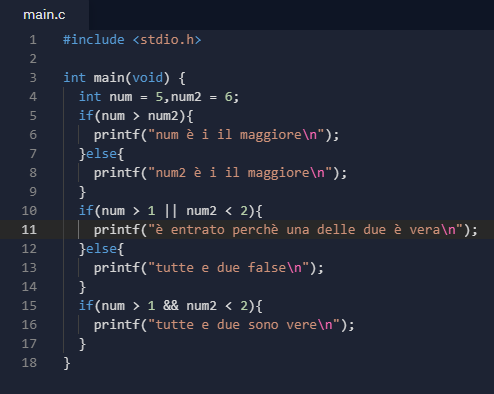 main.c
1 #include <stdio.h>
2
3 int main(void) {
4 int num = 5,num2 = 6;
5 if(num > num2){
6 printf("num è i il maggiore\n");
7 }else{
8 printf("num2 è i il maggiore\n");
9 }
10 if(num > 1 || num2 < 2){
11 printf("è entrato perchè una delle due è vera\n");
12 }else{
13 printf("tutte e due false\n");
14 }
15 if(num > 1 && num2 < 2){
16 printf("tutte e due sono vere\n");
17 }
18 }